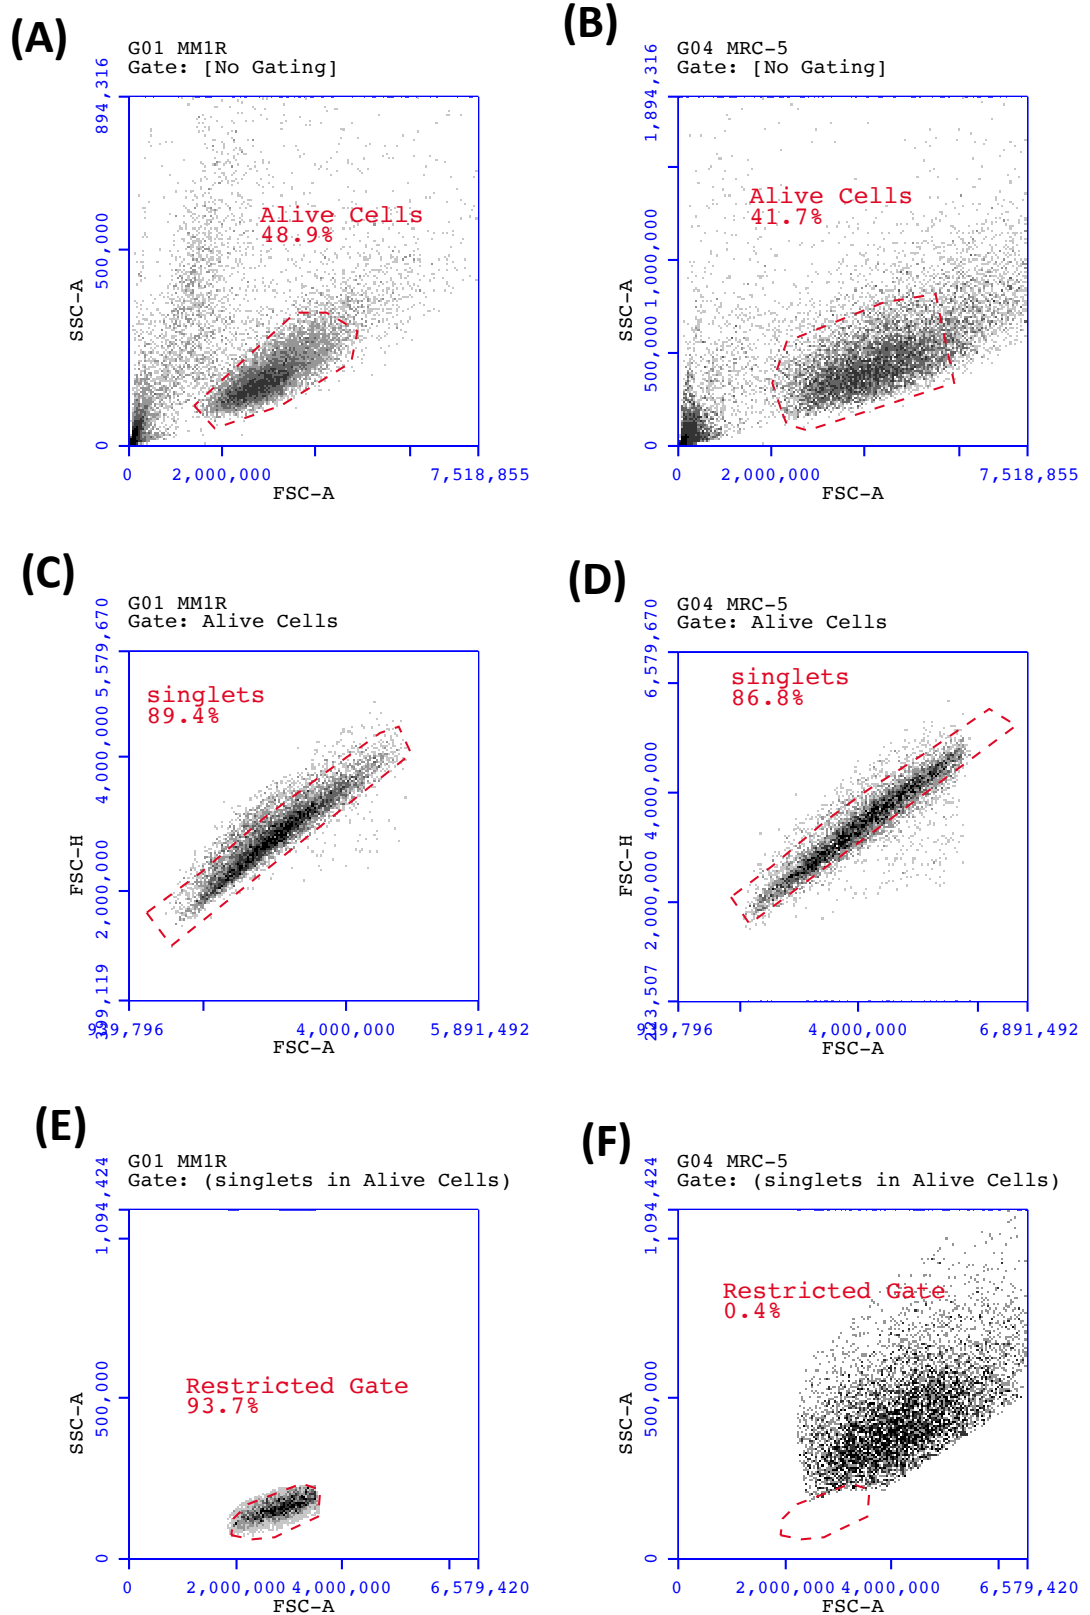 (A)
G01 MM1R
Gate: [No Gating]
894,316
500,000
0
SSC-A
Alive Cells
48.9%
0 2,000,000 7,518,855
FSC-A
(B)
G04 MRC-5
Gate: [No Gating]
1,894,316
1,000,000
500,000
0
SSC-A
Alive Cells
41.7%
0 2,000,000 7,518,855
FSC-A
(C)
G01 MM1R
Gate: Alive Cells
5,579,670
4,000,000
2,000,000
399,119
FSC-H
singlets
89.4%
939,796 4,000,000 5,891,492
FSC-A
(D)
G04 MRC-5
Gate: Alive Cells
6,579,670
4,000,000
2,000,000
FSC-H
singlets
86.8%
939,796 4,000,000 6,891,492
FSC-A
(E)
G01 MM1R
Gate: (singlets in Alive Cells)
1,094,424
500,000
0
SSC-A
Restricted Gate
93.7%
0 2,000,000 4,000,000 6,579,420
FSC-A
(F)
G04 MRC-5
Gate: (singlets in Alive Cells)
1,094,424
500,000
0
SSC-A
Restricted Gate
0.4%
0 2,000,000 4,000,000 6,579,420
FSC-A